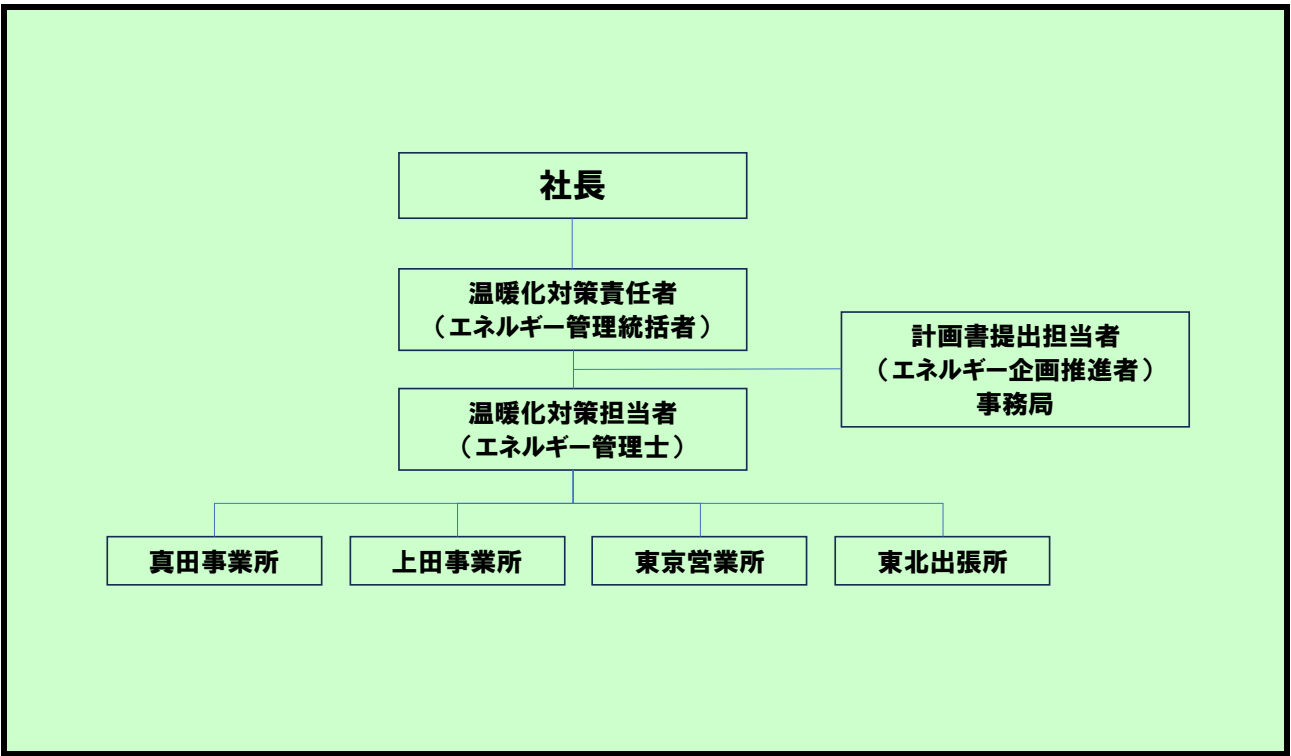 社長
温暖化対策責任者
（エネルギー管理統括者）
計画書提出担当者
（エネルギー企画推進者）
事務局
温暖化対策担当者
（エネルギー管理士）
真田事業所
上田事業所
東京営業所
東北出張所